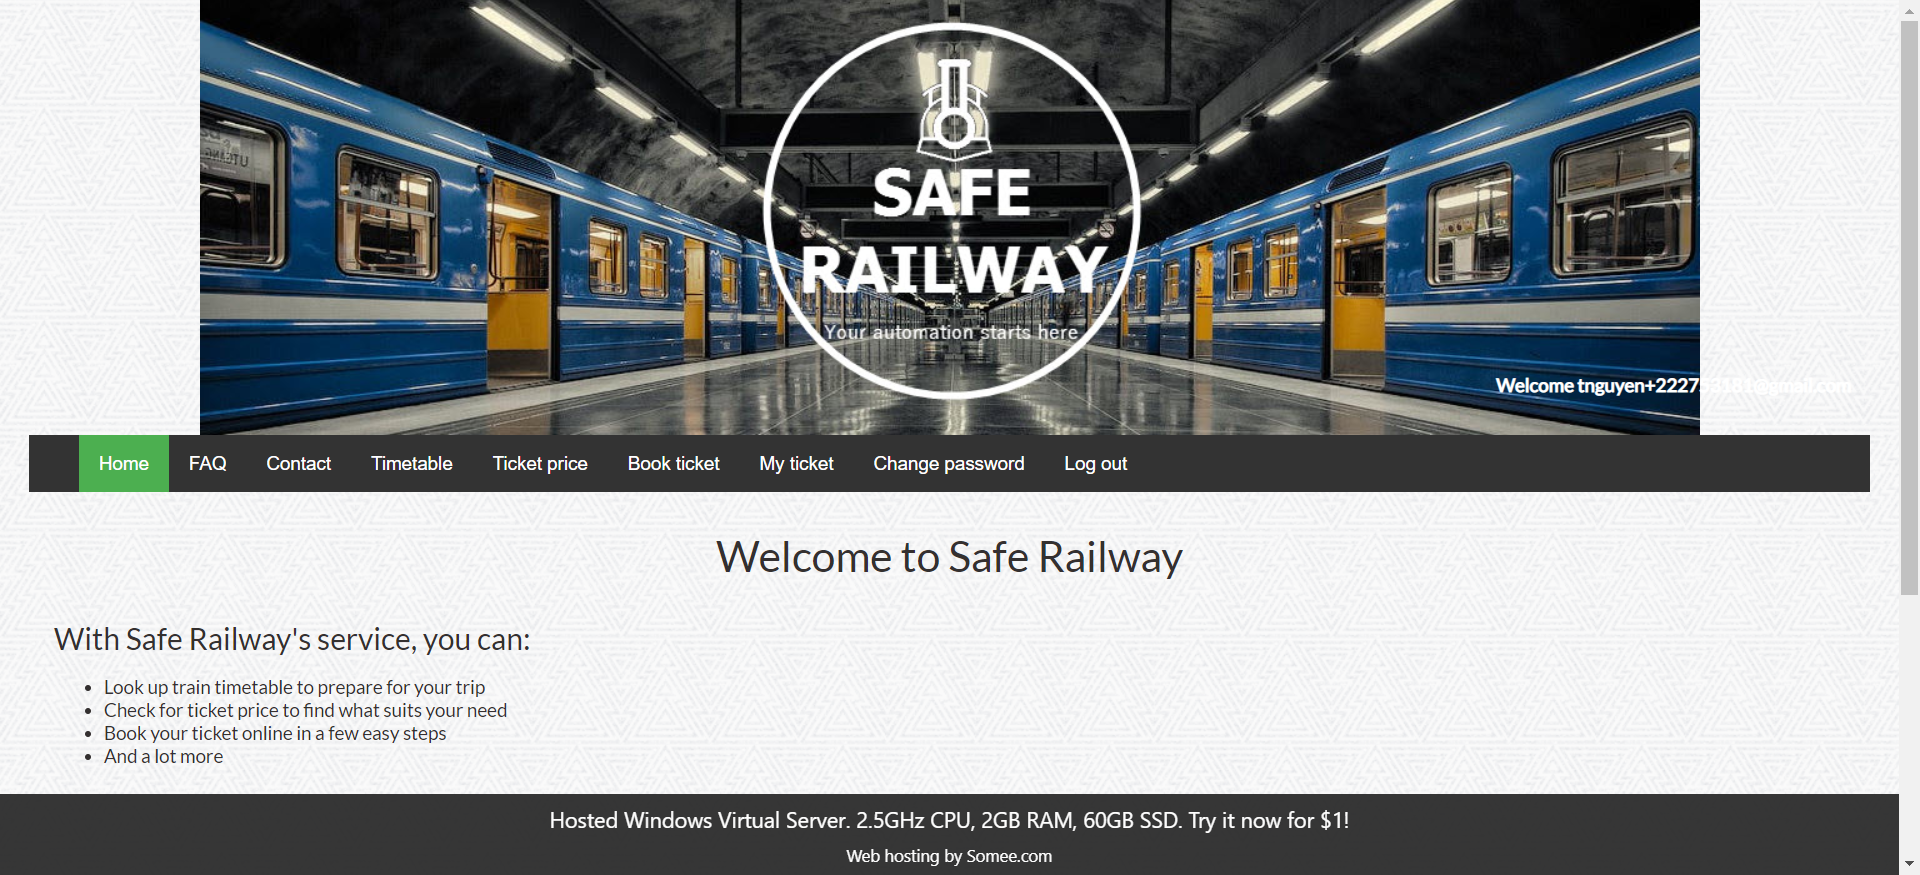 SAFE
RAILWAY
Your automation starts here
Welcome tnguyen+222753181@gmail.com
Home FAQ Contact Timetable Ticket price Book ticket My ticket Change password Log out
Welcome to Safe Railway
With Safe Railway's service, you can:
Look up train timetable to prepare for your trip
Check for ticket price to find what suits your need
Book your ticket online in a few easy steps
And a lot more
Hosted Windows Virtual Server. 2.5GHz CPU, 2GB RAM, 60GB SSD. Try it now for $1!
Web hosting by Somee.com